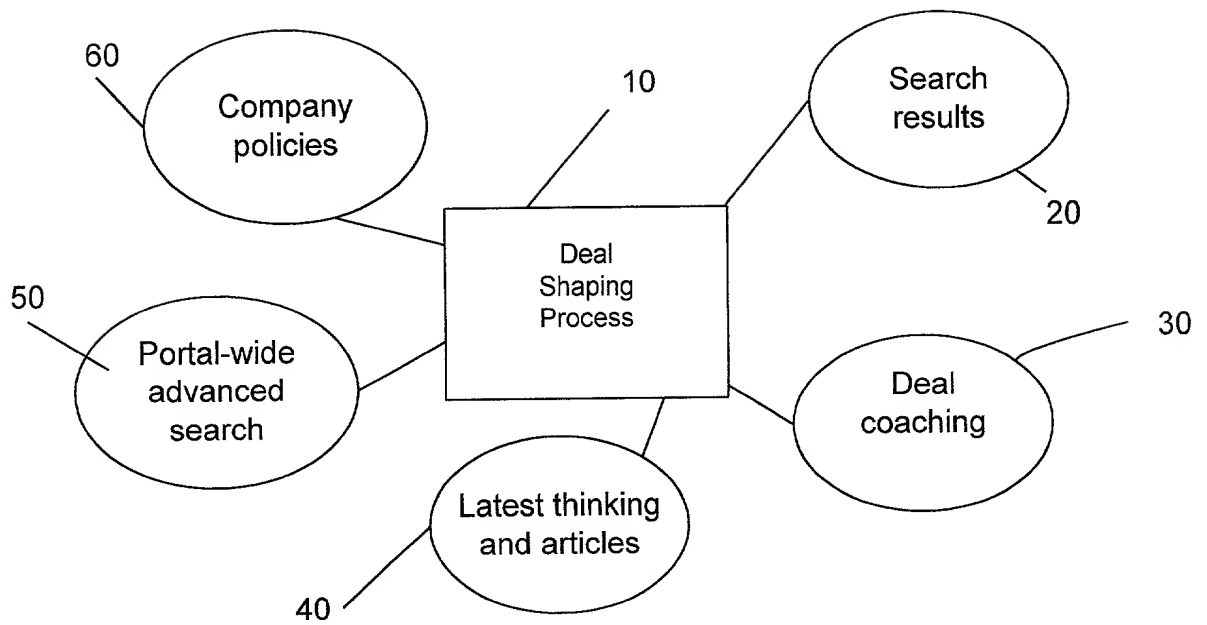 60
Company
policies
10
Search
results
20
Deal
Shaping
Process
50
Portal-wide
advanced
search
30
Deal
coaching
Latest thinking
and articles
40